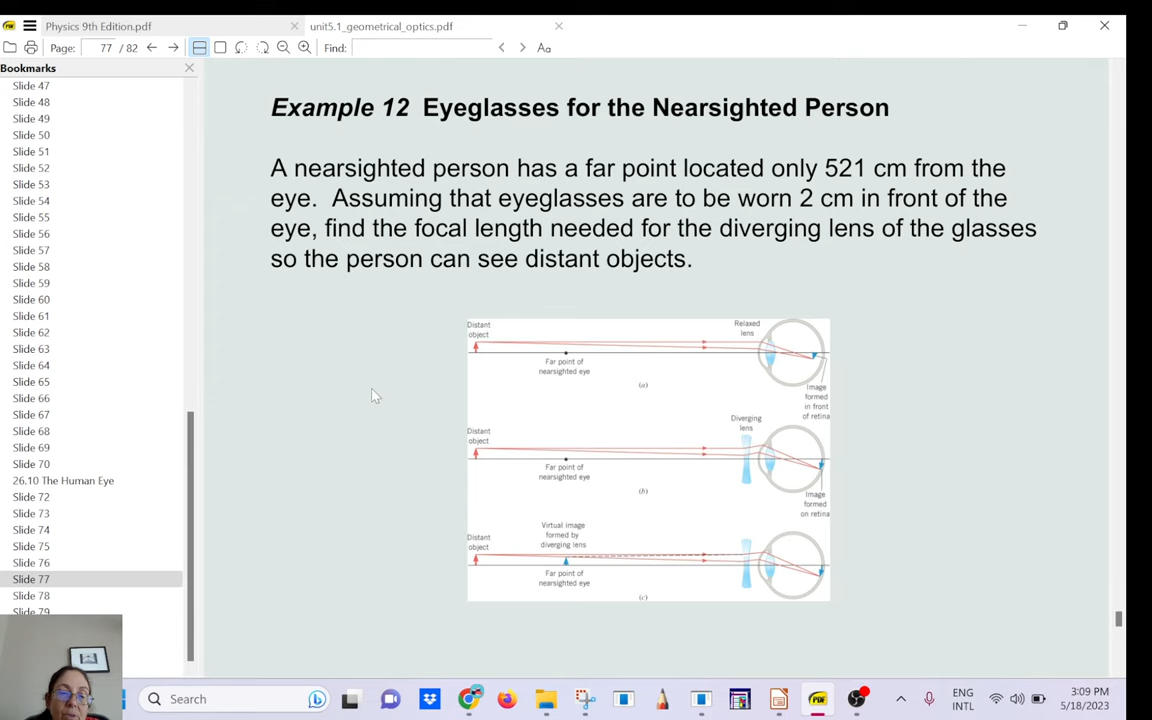 Physics 9th Edition.pdf
unit5.1_geometrical_optics.pdf
Page: 77 / 82
Find:
Aa
Bookmarks
Slide 47
Slide 48
Slide 49
Slide 50
Slide 51
Slide 52
Slide 53
Slide 54
Slide 55
Slide 56
Slide 57
Slide 58
Slide 59
Slide 60
Slide 61
Slide 62
Slide 63
Slide 64
Slide 65
Slide 66
Slide 67
Slide 68
Slide 69
Slide 70
26.10 The Human Eye
Slide 72
Slide 73
Slide 74
Slide 75
Slide 76
Slide 77
Slide 78
Slide 79
Example 12 Eyeglasses for the Nearsighted Person
A nearsighted person has a far point located only 521 cm from the
eye. Assuming that eyeglasses are to be worn 2 cm in front of the
eye, find the focal length needed for the diverging lens of the glasses
so the person can see distant objects.
Distant
object
Relaxed
lens
Far point of
nearsighted eye
(a)
Image
formed
in front
of retina
Distant
object
Diverging
lens
Far point of
nearsighted eye
(b)
Image
formed
on retina
Virtual image
formed by
diverging lens
Distant
object
Far point of
nearsighted eye
(c)
Search
ENG
INTL
3:09 PM
5/18/2023